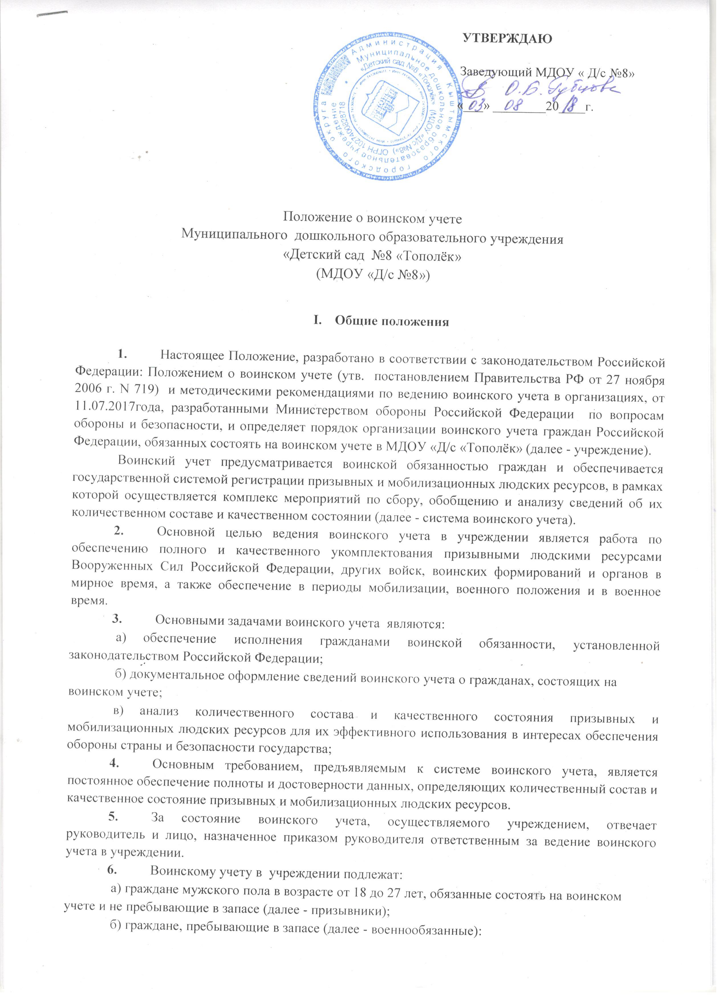 УТВЕРЖДАЮ
Заведующий МДОУ « Д/с №8»
О.Б. Губцова
«03» 08 2018 г.
Администрация Кыштымского городского округа
Муниципальное дошкольное образовательное учреждение
«Детский сад №8 «Тополёк» (МДОУ «Д/с №8») ОГРН 1027400828718
Положение о воинском учете
Муниципального  дошкольного образовательного учреждения
«Детский сад  №8 «Тополёк»
(МДОУ «Д/с №8»)
I. Общие положения
1. Настоящее Положение, разработано в соответствии с законодательством Российской
Федерации: Положением о воинском учете (утв.  постановлением Правительства РФ от 27 ноября
2006 г. N 719)  и методическими рекомендациями по ведению воинского учета в организациях, от
11.07.2017года, разработанными Министерством обороны Российской Федерации  по вопросам
обороны и безопасности, и определяет порядок организации воинского учета граждан Российской
Федерации, обязанных состоять на воинском учете в МДОУ «Д/с «Тополёк» (далее - учреждение).
Воинский учет предусматривается воинской обязанностью граждан и обеспечивается
государственной системой регистрации призывных и мобилизационных людских ресурсов, в рамках
которой осуществляется комплекс мероприятий по сбору, обобщению и анализу сведений об их
количественном составе и качественном состоянии (далее - система воинского учета).
2. Основной целью ведения воинского учета в учреждении является работа по
обеспечению полного и качественного укомплектования призывными людскими ресурсами
Вооруженных Сил Российской Федерации, других войск, воинских формирований и органов в
мирное время, а также обеспечение в периоды мобилизации, военного положения и в военное
время.
3. Основными задачами воинского учета  являются:
а) обеспечение исполнения гражданами воинской обязанности, установленной
законодательством Российской Федерации;
б) документальное оформление сведений воинского учета о гражданах, состоящих на
воинском учете;
в) анализ количественного состава и качественного состояния призывных и
мобилизационных людских ресурсов для их эффективного использования в интересах обеспечения
обороны страны и безопасности государства;
4. Основным требованием, предъявляемым к системе воинского учета, является
постоянное обеспечение полноты и достоверности данных, определяющих количественный состав и
качественное состояние призывных и мобилизационных людских ресурсов.
5. За состояние воинского учета, осуществляемого учреждением, отвечает
руководитель и лицо, назначенное приказом руководителя ответственным за ведение воинского
учета в учреждении.
6. Воинскому учету в  учреждении подлежат:
а) граждане мужского пола в возрасте от 18 до 27 лет, обязанные состоять на воинском
учете и не пребывающие в запасе (далее - призывники);
б) граждане, пребывающие в запасе (далее - военнообязанные):